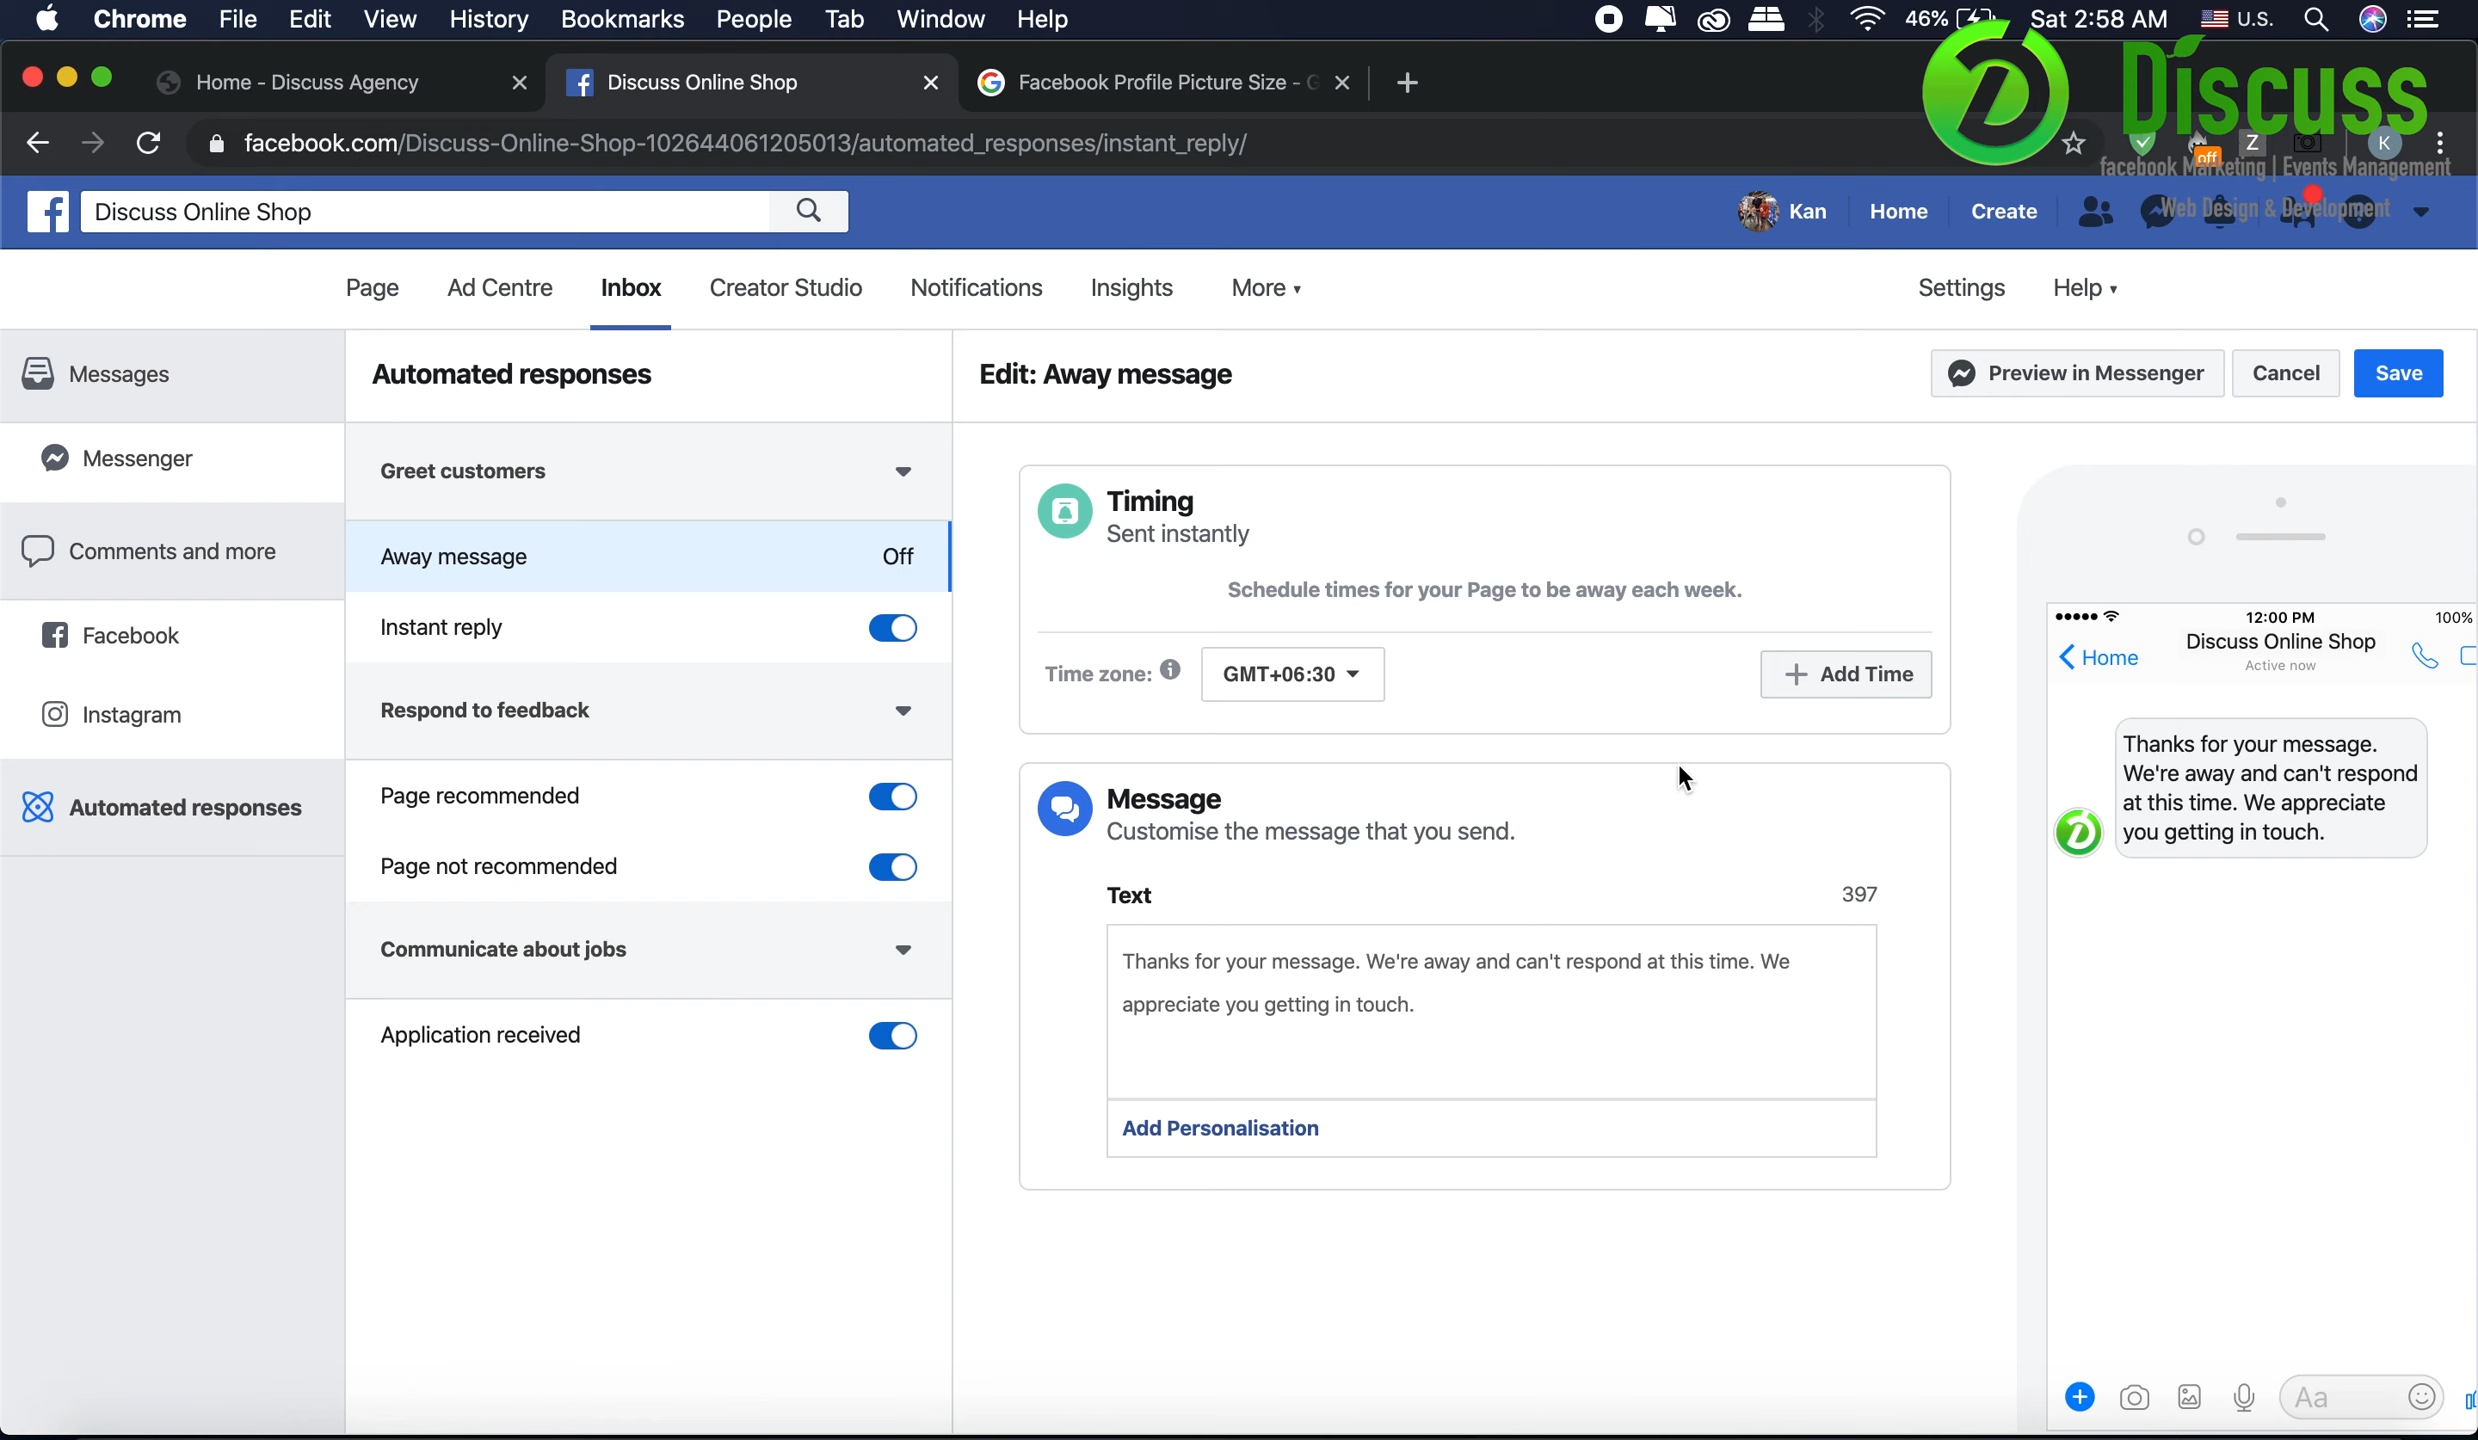 Chrome File Edit View History Bookmarks People Tab Window Help 46% Sat 2:58 AM U.S.
Home - Discuss Agency Discuss Online Shop Facebook Profile Picture Size - G
Discuss
facebook.com/Discuss-Online-Shop-102644061205013/automated_responses/instant_reply/
off Z K
facebook Marketing | Events Management
Web Design & Development
Discuss Online Shop Kan Home Create
Page Ad Centre Inbox Creator Studio Notifications Insights More Settings Help
Messages
Messenger
Comments and more
Facebook
Instagram
Automated responses
Automated responses
Greet customers
Away message Off
Instant reply
Respond to feedback
Page recommended
Page not recommended
Communicate about jobs
Application received
Edit: Away message Preview in Messenger Cancel Save
Timing
Sent instantly
Schedule times for your Page to be away each week.
Time zone: GMT+06:30 + Add Time
Message
Customise the message that you send.
Text 397
Thanks for your message. We're away and can't respond at this time. We
appreciate you getting in touch.
Add Personalisation
12:00 PM 100%
Home Discuss Online Shop
Active now
Thanks for your message.
We're away and can't respond
at this time. We appreciate
you getting in touch.
Aa